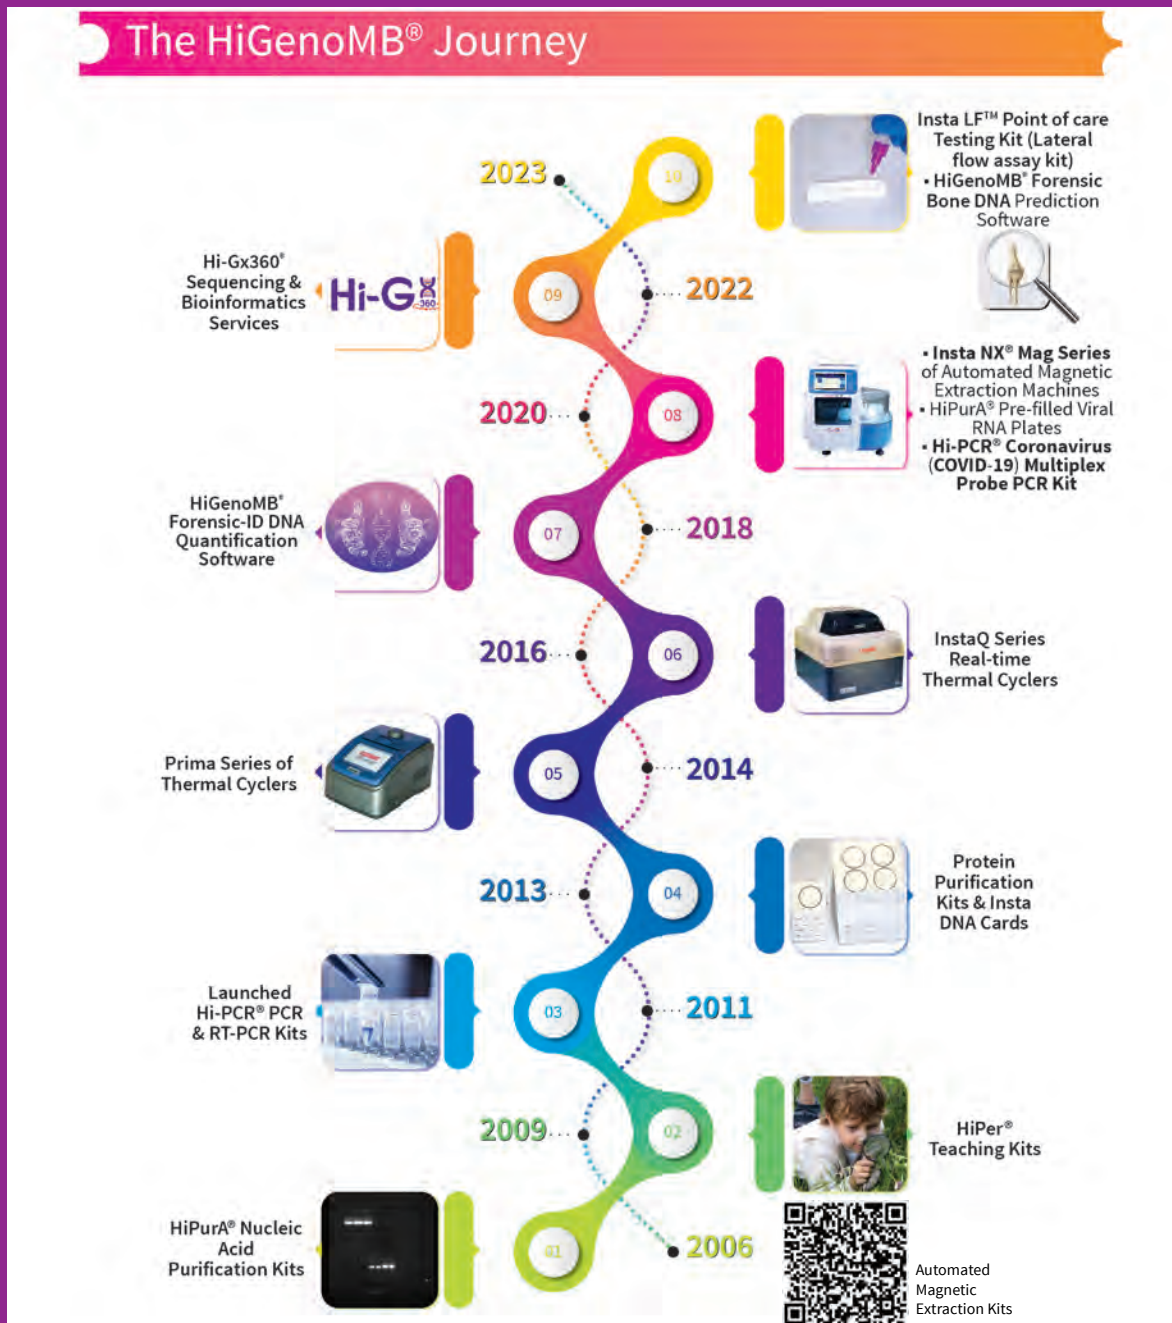 The HiGenoMB® Journey
2023
10
Insta LF™ Point of care
Testing Kit (Lateral
flow assay kit)
• HiGenoMB® Forensic
Bone DNA Prediction
Software
Hi-Gx360®
Sequencing &
Bioinformatics
Services
Hi-G
360
09
2022
2020
08
• Insta NX® Mag Series
of Automated Magnetic
Extraction Machines
• HiPurA® Pre-filled Viral
RNA Plates
• Hi-PCR® Coronavirus
(COVID-19) Multiplex
Probe PCR Kit
HiGenoMB®
Forensic-ID DNA
Quantification
Software
07
2018
2016
06
InstaQ Series
Real-time
Thermal Cyclers
Prima Series of
Thermal Cyclers
05
2014
2013
04
Protein
Purification
Kits & Insta
DNA Cards
Launched
Hi-PCR® PCR
& RT-PCR Kits
03
2011
2009
02
HiPer®
Teaching Kits
HiPurA® Nucleic
Acid
Purification Kits
01
2006
Automated
Magnetic
Extraction Kits